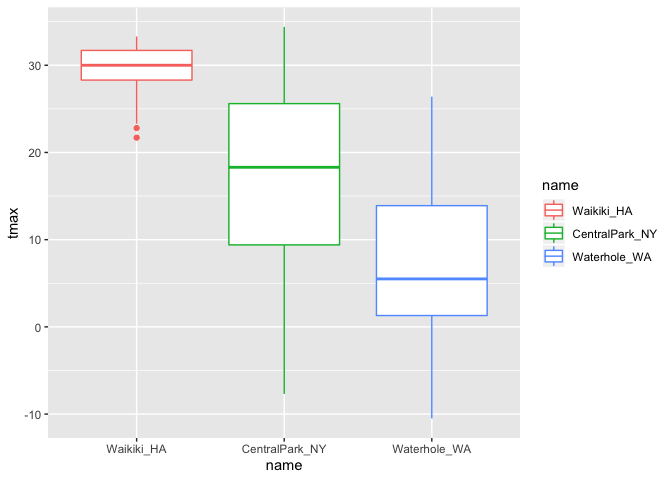 tmax
30
20
10
0
-10
Waikiki_HA
CentralPark_NY
Waterhole_WA
name
name
Waikiki_HA
CentralPark_NY
Waterhole_WA